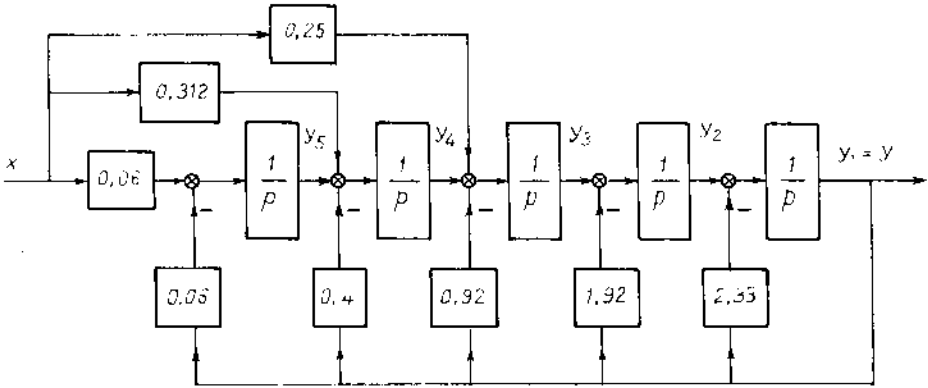 0,25
0,312
x
0,06
1/p
y₅
1/p
y₄
1/p
y₃
1/p
y₂
1/p
y₁ = y
−
−
−
−
−
0,06
0,4
0,92
1,92
2,33